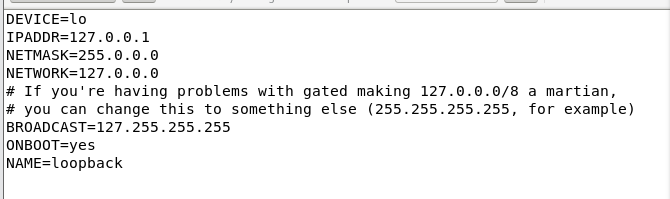 DEVICE=lo
IPADDR=127.0.0.1
NETMASK=255.0.0.0
NETWORK=127.0.0.0
# If you're having problems with gated making 127.0.0.0/8 a martian,
# you can change this to something else (255.255.255.255, for example)
BROADCAST=127.255.255.255
ONBOOT=yes
NAME=loopback